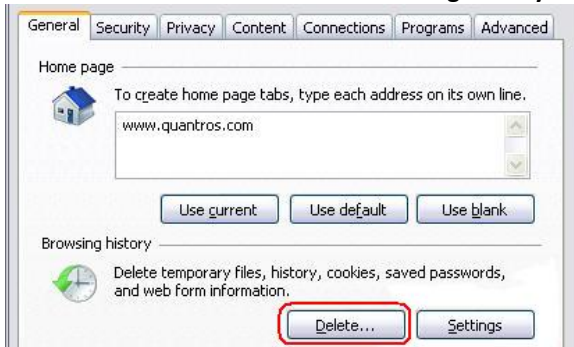 General Security Privacy Content Connections Programs Advanced
Home page
To create home page tabs, type each address on its own line.
www.quantros.com
Use current Use default Use blank
Browsing history
Delete temporary files, history, cookies, saved passwords,
and web form information.
Delete... Settings